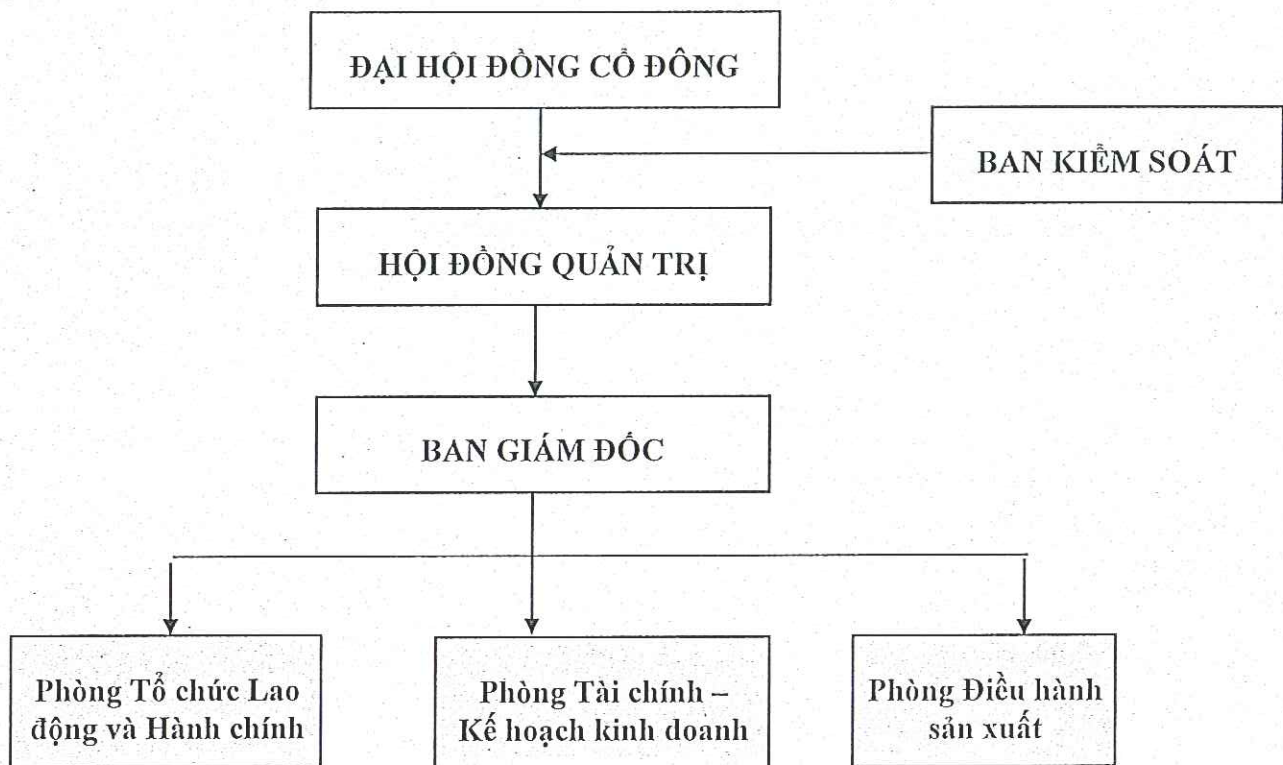 ĐẠI HỘI ĐỒNG CỔ ĐÔNG
BAN KIỂM SOÁT
HỘI ĐỒNG QUẢN TRỊ
BAN GIÁM ĐỐC
Phòng Tổ chức Lao
động và Hành chính
Phòng Tài chính –
Kế hoạch kinh doanh
Phòng Điều hành
sản xuất